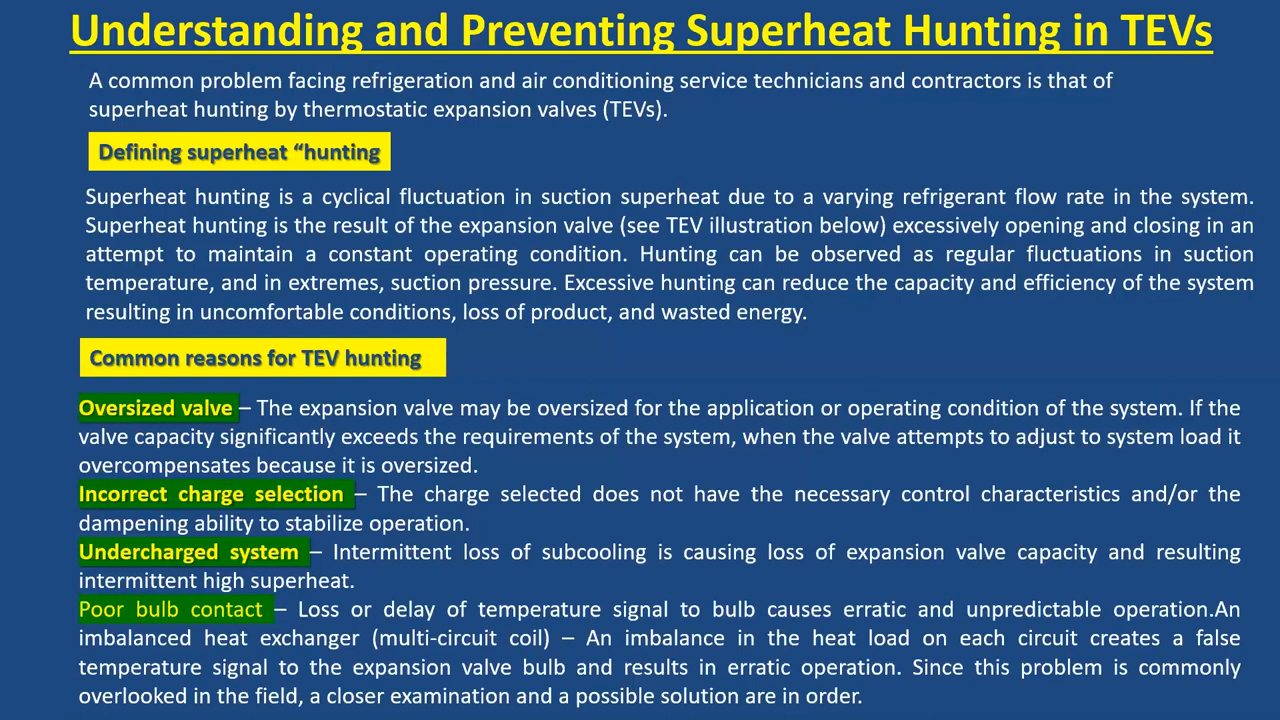 Understanding and Preventing Superheat Hunting in TEVs
A common problem facing refrigeration and air conditioning service technicians and contractors is that of
superheat hunting by thermostatic expansion valves (TEVs).
Defining superheat “hunting
Superheat hunting is a cyclical fluctuation in suction superheat due to a varying refrigerant flow rate in the system.
Superheat hunting is the result of the expansion valve (see TEV illustration below) excessively opening and closing in an
attempt to maintain a constant operating condition. Hunting can be observed as regular fluctuations in suction
temperature, and in extremes, suction pressure. Excessive hunting can reduce the capacity and efficiency of the system
resulting in uncomfortable conditions, loss of product, and wasted energy.
Common reasons for TEV hunting
Oversized valve – The expansion valve may be oversized for the application or operating condition of the system. If the
valve capacity significantly exceeds the requirements of the system, when the valve attempts to adjust to system load it
overcompensates because it is oversized.
Incorrect charge selection – The charge selected does not have the necessary control characteristics and/or the
dampening ability to stabilize operation.
Undercharged system – Intermittent loss of subcooling is causing loss of expansion valve capacity and resulting
intermittent high superheat.
Poor bulb contact – Loss or delay of temperature signal to bulb causes erratic and unpredictable operation.An
imbalanced heat exchanger (multi-circuit coil) – An imbalance in the heat load on each circuit creates a false
temperature signal to the expansion valve bulb and results in erratic operation. Since this problem is commonly
overlooked in the field, a closer examination and a possible solution are in order.